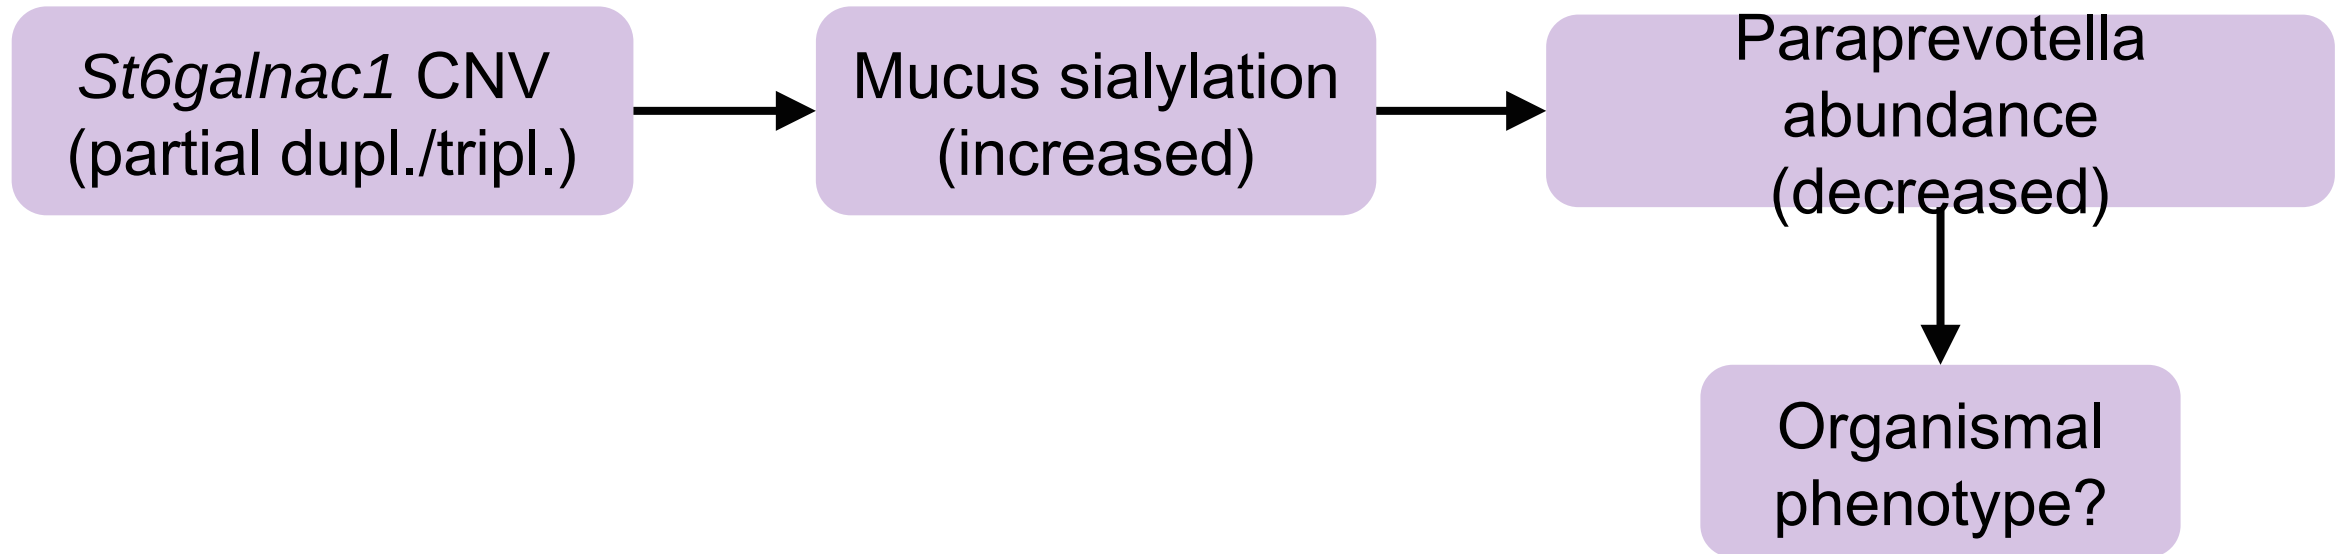 St6galnac1 CNV
(partial dupl./tripl.)
Mucus sialylation
(increased)
Paraprevotella
abundance
(decreased)
Organismal
phenotype?